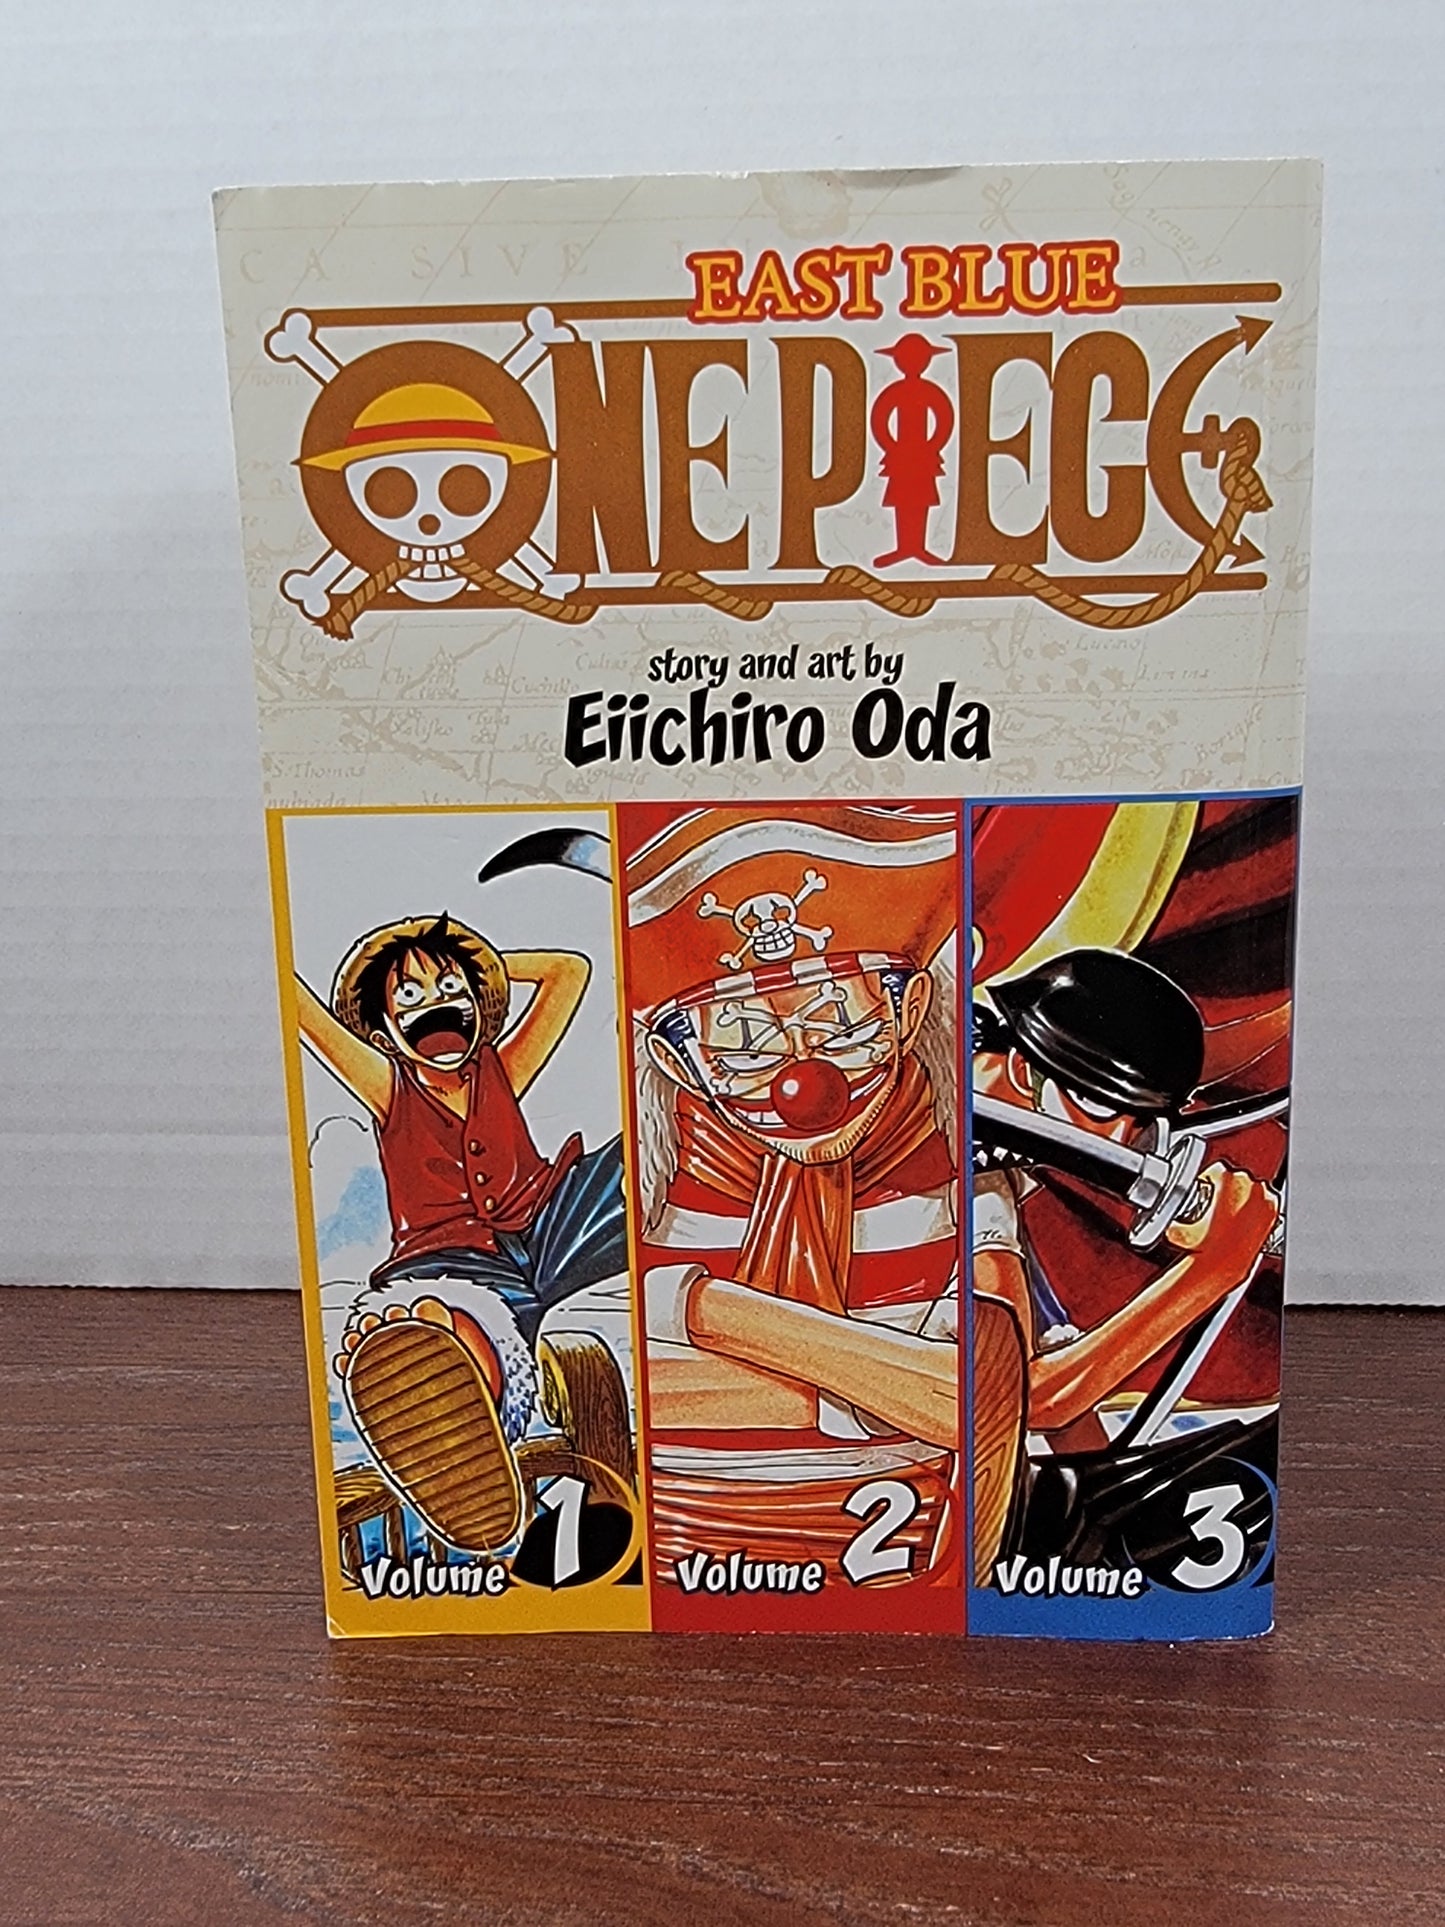 EAST BLUE
ONE PIECE
story and art by
Eiichiro Oda
Volume 1
Volume 2
Volume 3